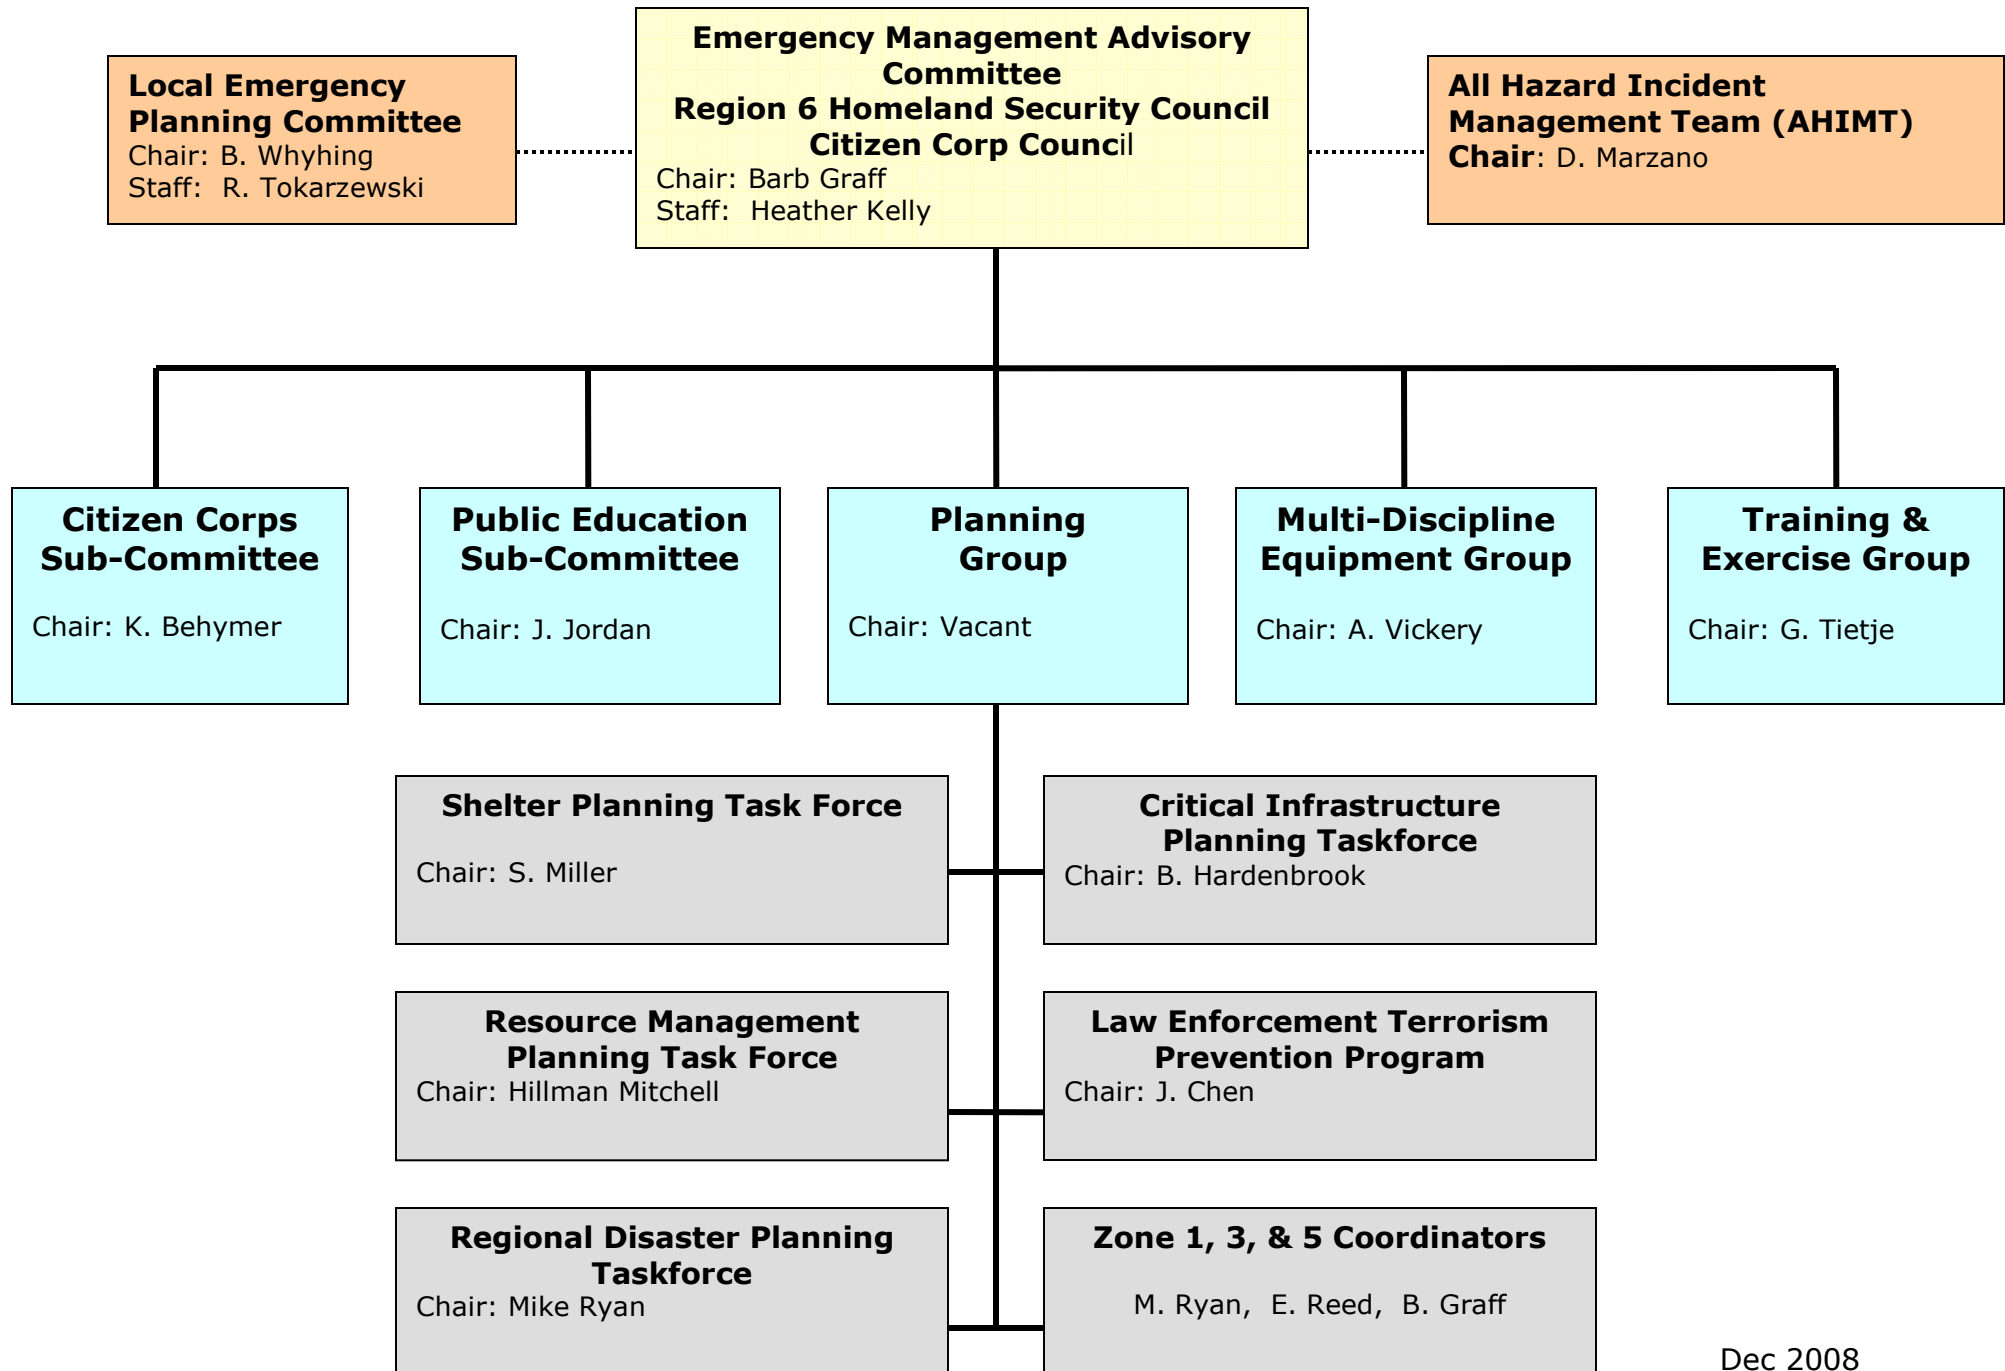 Emergency Management Advisory
Committee
Region 6 Homeland Security Council
Citizen Corp Council
Chair: Barb Graff
Staff: Heather Kelly
Local Emergency
Planning Committee
Chair: B. Whyhing
Staff: R. Tokarzewski
All Hazard Incident
Management Team (AHIMT)
Chair: D. Marzano
Citizen Corps
Sub-Committee
Chair: K. Behymer
Public Education
Sub-Committee
Chair: J. Jordan
Planning
Group
Chair: Vacant
Multi-Discipline
Equipment Group
Chair: A. Vickery
Training &
Exercise Group
Chair: G. Tietje
Shelter Planning Task Force
Chair: S. Miller
Critical Infrastructure
Planning Taskforce
Chair: B. Hardenbrook
Resource Management
Planning Task Force
Chair: Hillman Mitchell
Law Enforcement Terrorism
Prevention Program
Chair: J. Chen
Regional Disaster Planning
Taskforce
Chair: Mike Ryan
Zone 1, 3, & 5 Coordinators
M. Ryan, E. Reed, B. Graff
Dec 2008